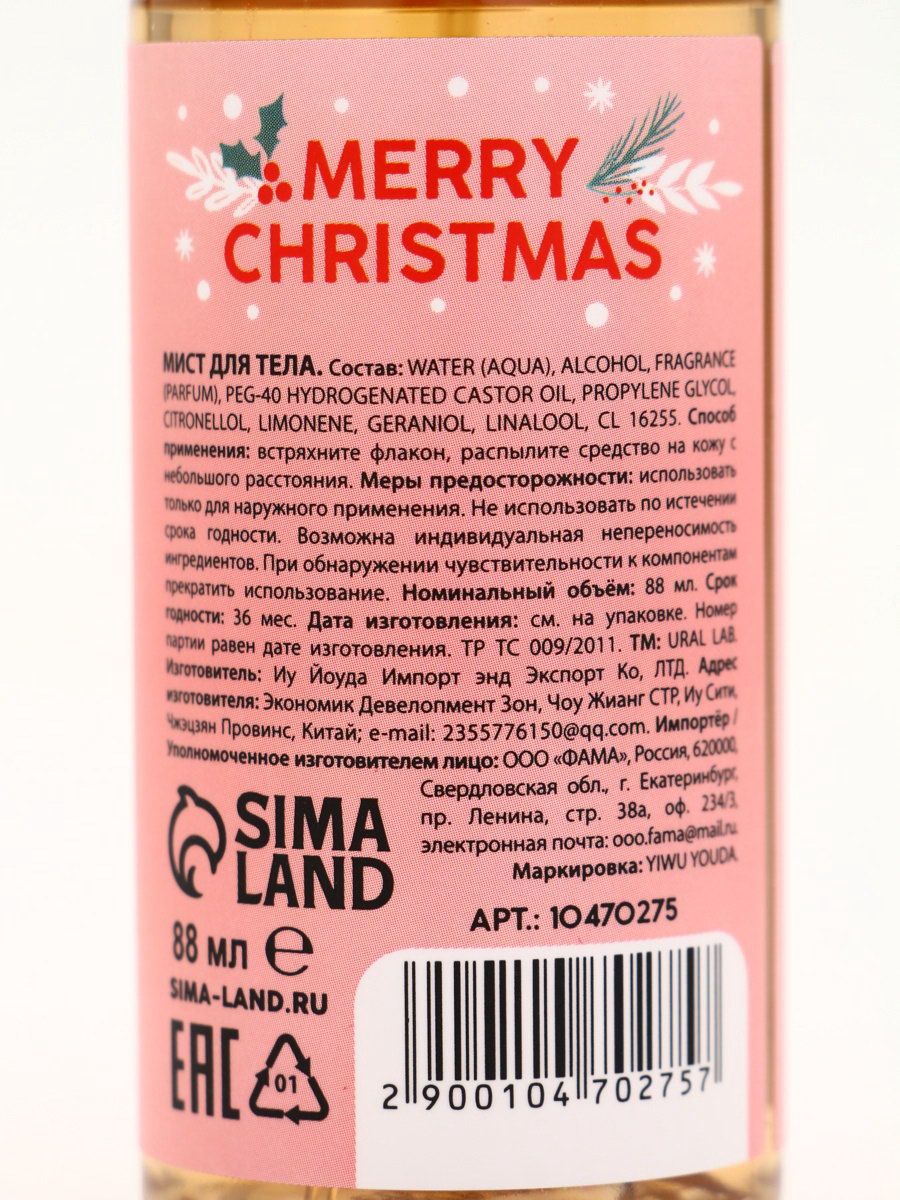 MERRY
CHRISTMAS
МИСТ ДЛЯ ТЕЛА. Состав: WATER (AQUA), ALCOHOL, FRAGRANCE
(PARFUM), PEG-40 HYDROGENATED CASTOR OIL, PROPYLENE GLYCOL,
CITRONELLOL, LIMONENE, GERANIOL, LINALOOL, CL 16255. Способ
применения: встряхните флакон, распылите средство на кожу с
небольшого расстояния. Меры предосторожности: использовать
только для наружного применения. Не использовать по истечении
срока годности. Возможна индивидуальная непереносимость
ингредиентов. При обнаружении чувствительности к компонентам
прекратить использование. Номинальный объём: 88 мл. Срок
годности: 36 мес. Дата изготовления: см. на упаковке. Номер
партии равен дате изготовления. ТР ТС 009/2011. ТМ: URAL LAB.
Изготовитель: Иу Йоуда Импорт энд Экспорт Ко, ЛТД. Адрес
изготовителя: Экономик Девелопмент Зон, Чоу Жианг СТР, Иу Сити,
Чжэцзян Провинс, Китай; e-mail: 2355776150@qq.com. Импортёр /
Уполномоченное изготовителем лицо: ООО «ФАМА», Россия, 620000,
Свердловская обл., г. Екатеринбург,
пр. Ленина, стр. 38а, оф. 234/3,
электронная почта: ooo.fama@mail.ru
Маркировка: YIWU YOUDA.
SIMA
LAND
АРТ.: 10470275
88 мл ℮
SIMA-LAND.RU
EAC
01
2 900104 702757